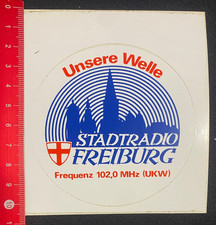 Unsere Welle
STADTRADIO
FREIBURG
Frequenz 102,0 MHz (UKW)